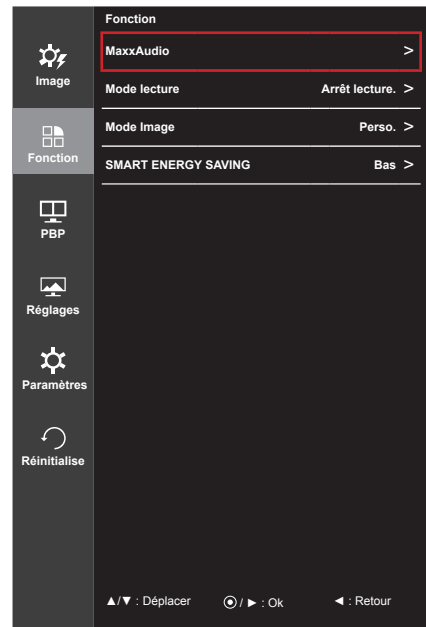 Image
Fonction
PBP
Réglages
Paramètres
Réinitialise
Fonction
MaxxAudio >
Mode lecture Arrêt lecture. >
Mode Image Perso. >
SMART ENERGY SAVING Bas >
▲/▼ : Déplacer ⦿ / ► : Ok ◄ : Retour